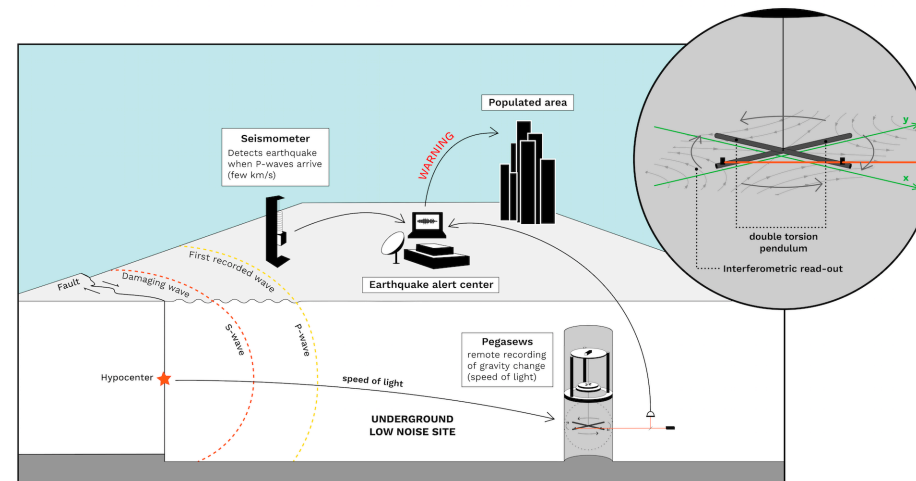 Populated area
Seismometer
Detects earthquake
when P-waves arrive
(few km/s)
WARNING
y
x
double torsion
pendulum
Interferometric read-out
First recorded wave
Damaging wave
Fault
Earthquake alert center
S-wave
P-wave
Pegasews
remote recording
of gravity change
(speed of light)
Hypocenter
speed of light
UNDERGROUND
LOW NOISE SITE